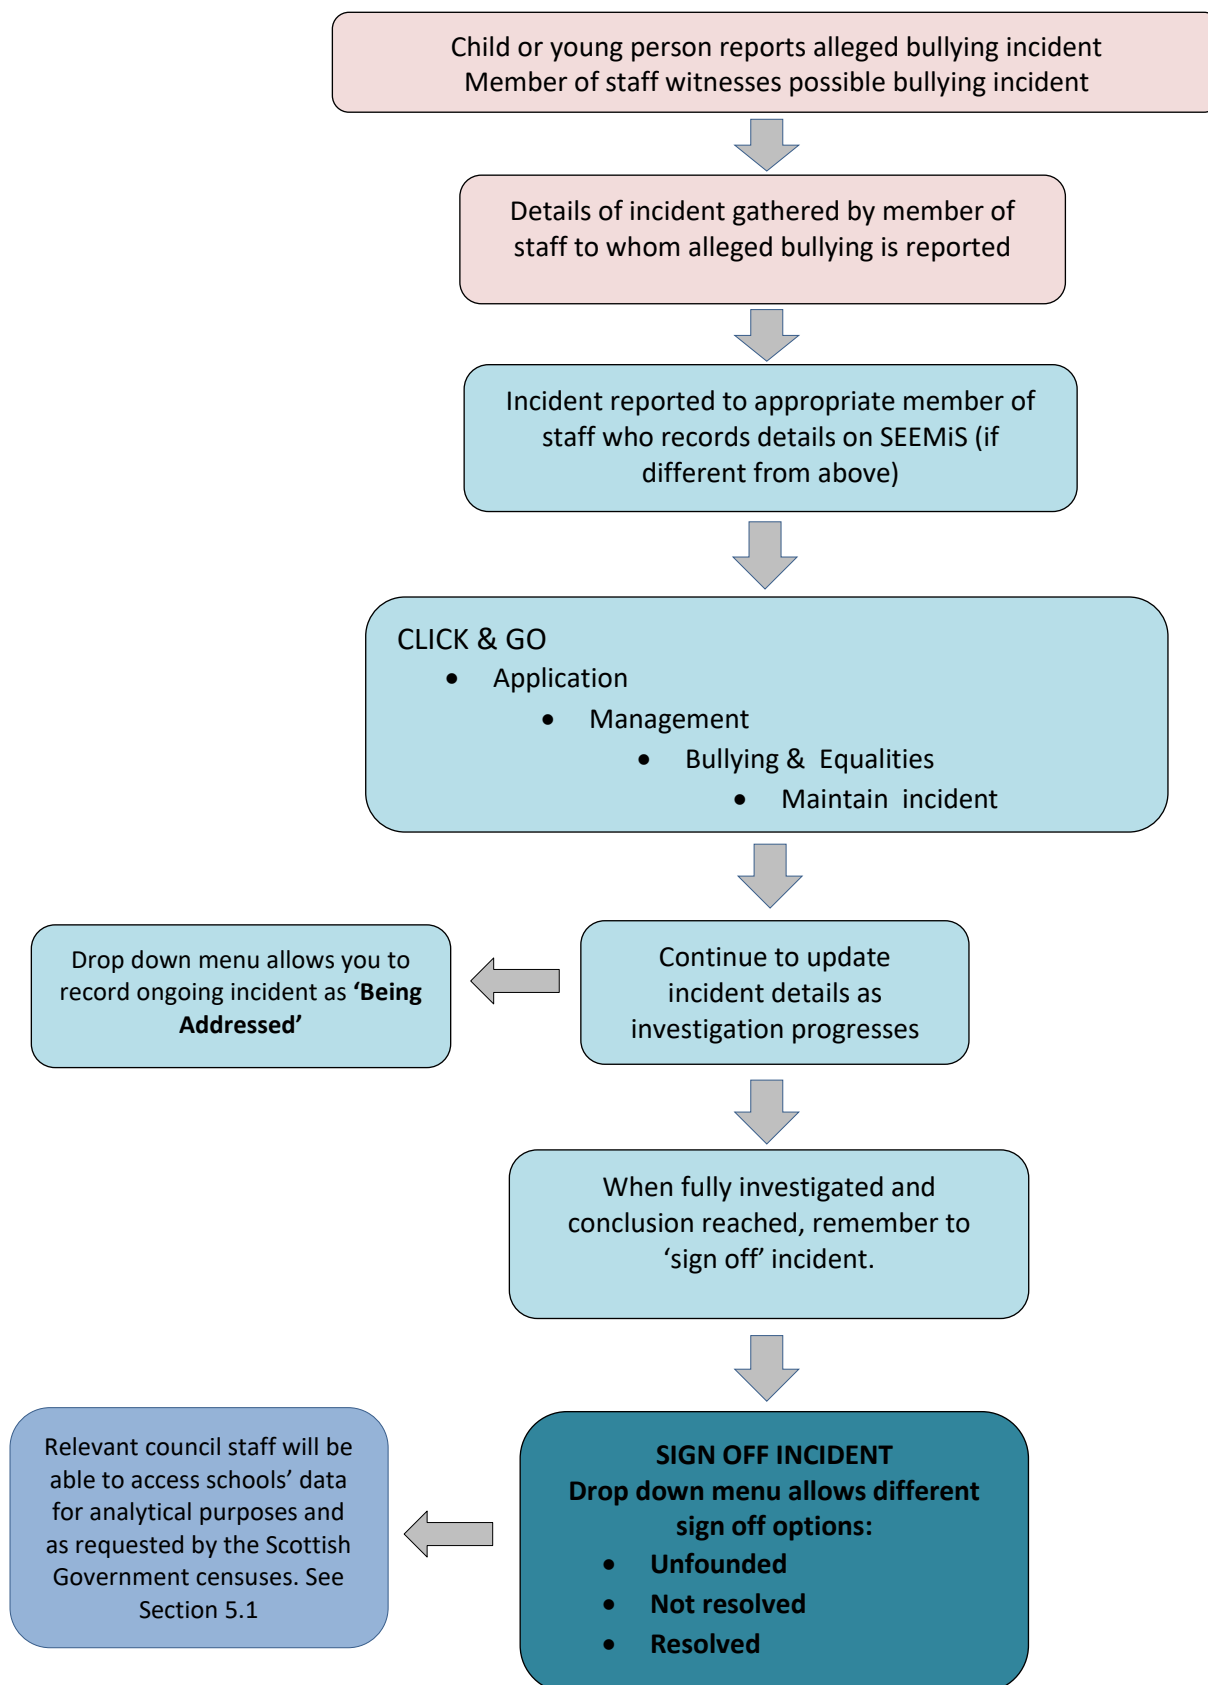 Child or young person reports alleged bullying incident
Member of staff witnesses possible bullying incident
Details of incident gathered by member of
staff to whom alleged bullying is reported
Incident reported to appropriate member of
staff who records details on SEEMiS (if
different from above)
CLICK & GO
• Application
• Management
• Bullying & Equalities
• Maintain incident
Drop down menu allows you to
record ongoing incident as ‘Being
Addressed’
Continue to update
incident details as
investigation progresses
When fully investigated and
conclusion reached, remember to
‘sign off’ incident.
Relevant council staff will be
able to access schools’ data
for analytical purposes and
as requested by the Scottish
Government censuses. See
Section 5.1
SIGN OFF INCIDENT
Drop down menu allows different
sign off options:
• Unfounded
• Not resolved
• Resolved